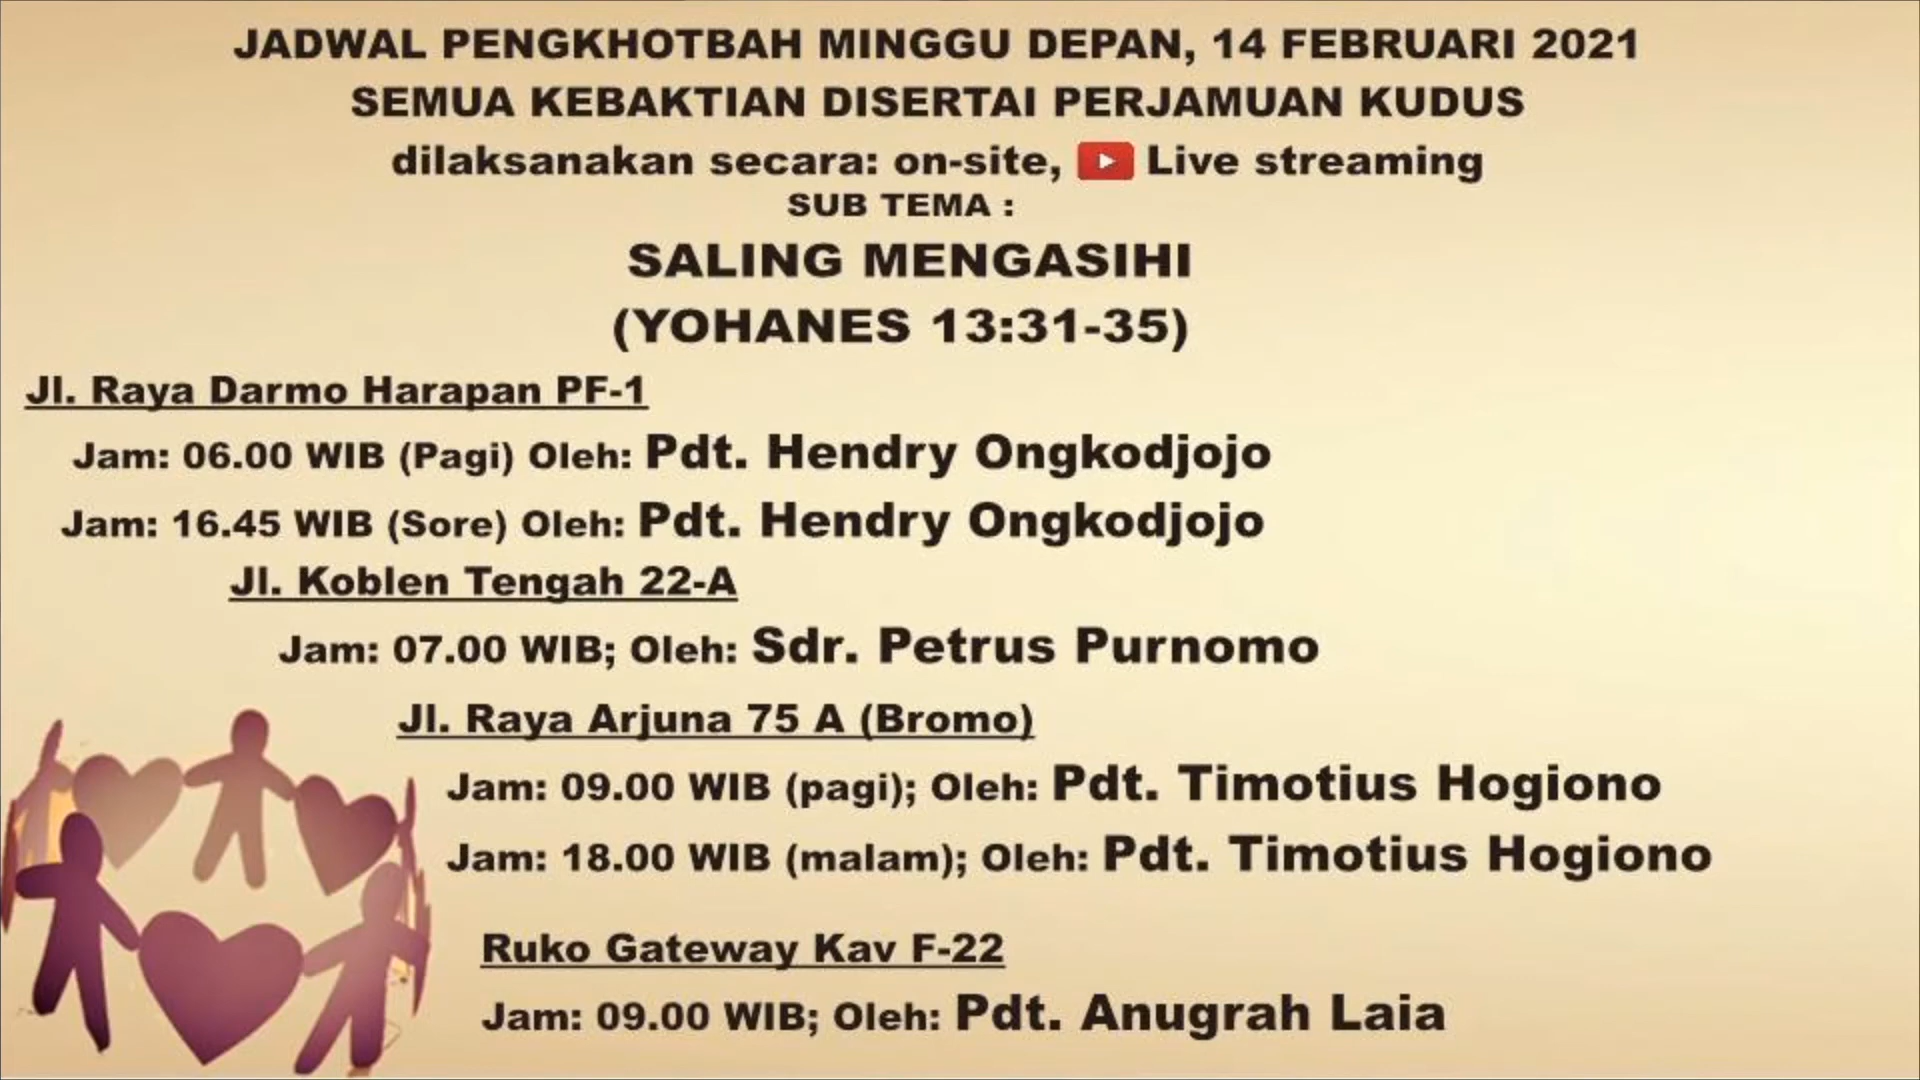 JADWAL PENGKHOTBAH MINGGU DEPAN, 14 FEBRUARI 2021
SEMUA KEBAKTIAN DISERTAI PERJAMUAN KUDUS
dilaksanakan secara: on-site, Live streaming
SUB TEMA :
SALING MENGASIHI
(YOHANES 13:31-35)
Jl. Raya Darmo Harapan PF-1
Jam: 06.00 WIB (Pagi) Oleh: Pdt. Hendry Ongkodjojo
Jam: 16.45 WIB (Sore) Oleh: Pdt. Hendry Ongkodjojo
Jl. Koblen Tengah 22-A
Jam: 07.00 WIB; Oleh: Sdr. Petrus Purnomo
Jl. Raya Arjuna 75 A (Bromo)
Jam: 09.00 WIB (pagi); Oleh: Pdt. Timotius Hogiono
Jam: 18.00 WIB (malam); Oleh: Pdt. Timotius Hogiono
Ruko Gateway Kav F-22
Jam: 09.00 WIB; Oleh: Pdt. Anugrah Laia